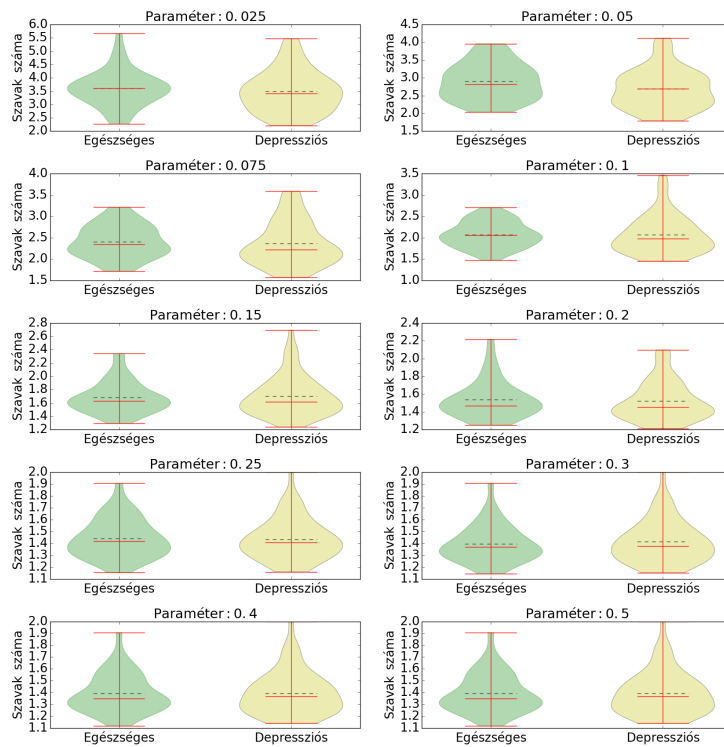 Paraméter: 0.025
Szavak száma
6.0
5.5
5.0
4.5
4.0
3.5
3.0
2.5
2.0
Egészséges
Depressziós
Paraméter: 0.05
Szavak száma
4.5
4.0
3.5
3.0
2.5
2.0
1.5
Egészséges
Depressziós
Paraméter: 0.075
Szavak száma
4.0
3.5
3.0
2.5
2.0
1.5
Egészséges
Depressziós
Paraméter: 0.1
Szavak száma
3.5
3.0
2.5
2.0
1.5
1.0
Egészséges
Depressziós
Paraméter: 0.15
Szavak száma
2.8
2.6
2.4
2.2
2.0
1.8
1.6
1.4
1.2
Egészséges
Depressziós
Paraméter: 0.2
Szavak száma
2.4
2.2
2.0
1.8
1.6
1.4
1.2
Egészséges
Depressziós
Paraméter: 0.25
Szavak száma
2.0
1.9
1.8
1.7
1.6
1.5
1.4
1.3
1.2
1.1
Egészséges
Depressziós
Paraméter: 0.3
Szavak száma
2.0
1.9
1.8
1.7
1.6
1.5
1.4
1.3
1.2
1.1
Egészséges
Depressziós
Paraméter: 0.4
Szavak száma
2.0
1.9
1.8
1.7
1.6
1.5
1.4
1.3
1.2
1.1
Egészséges
Depressziós
Paraméter: 0.5
Szavak száma
2.0
1.9
1.8
1.7
1.6
1.5
1.4
1.3
1.2
1.1
Egészséges
Depressziós